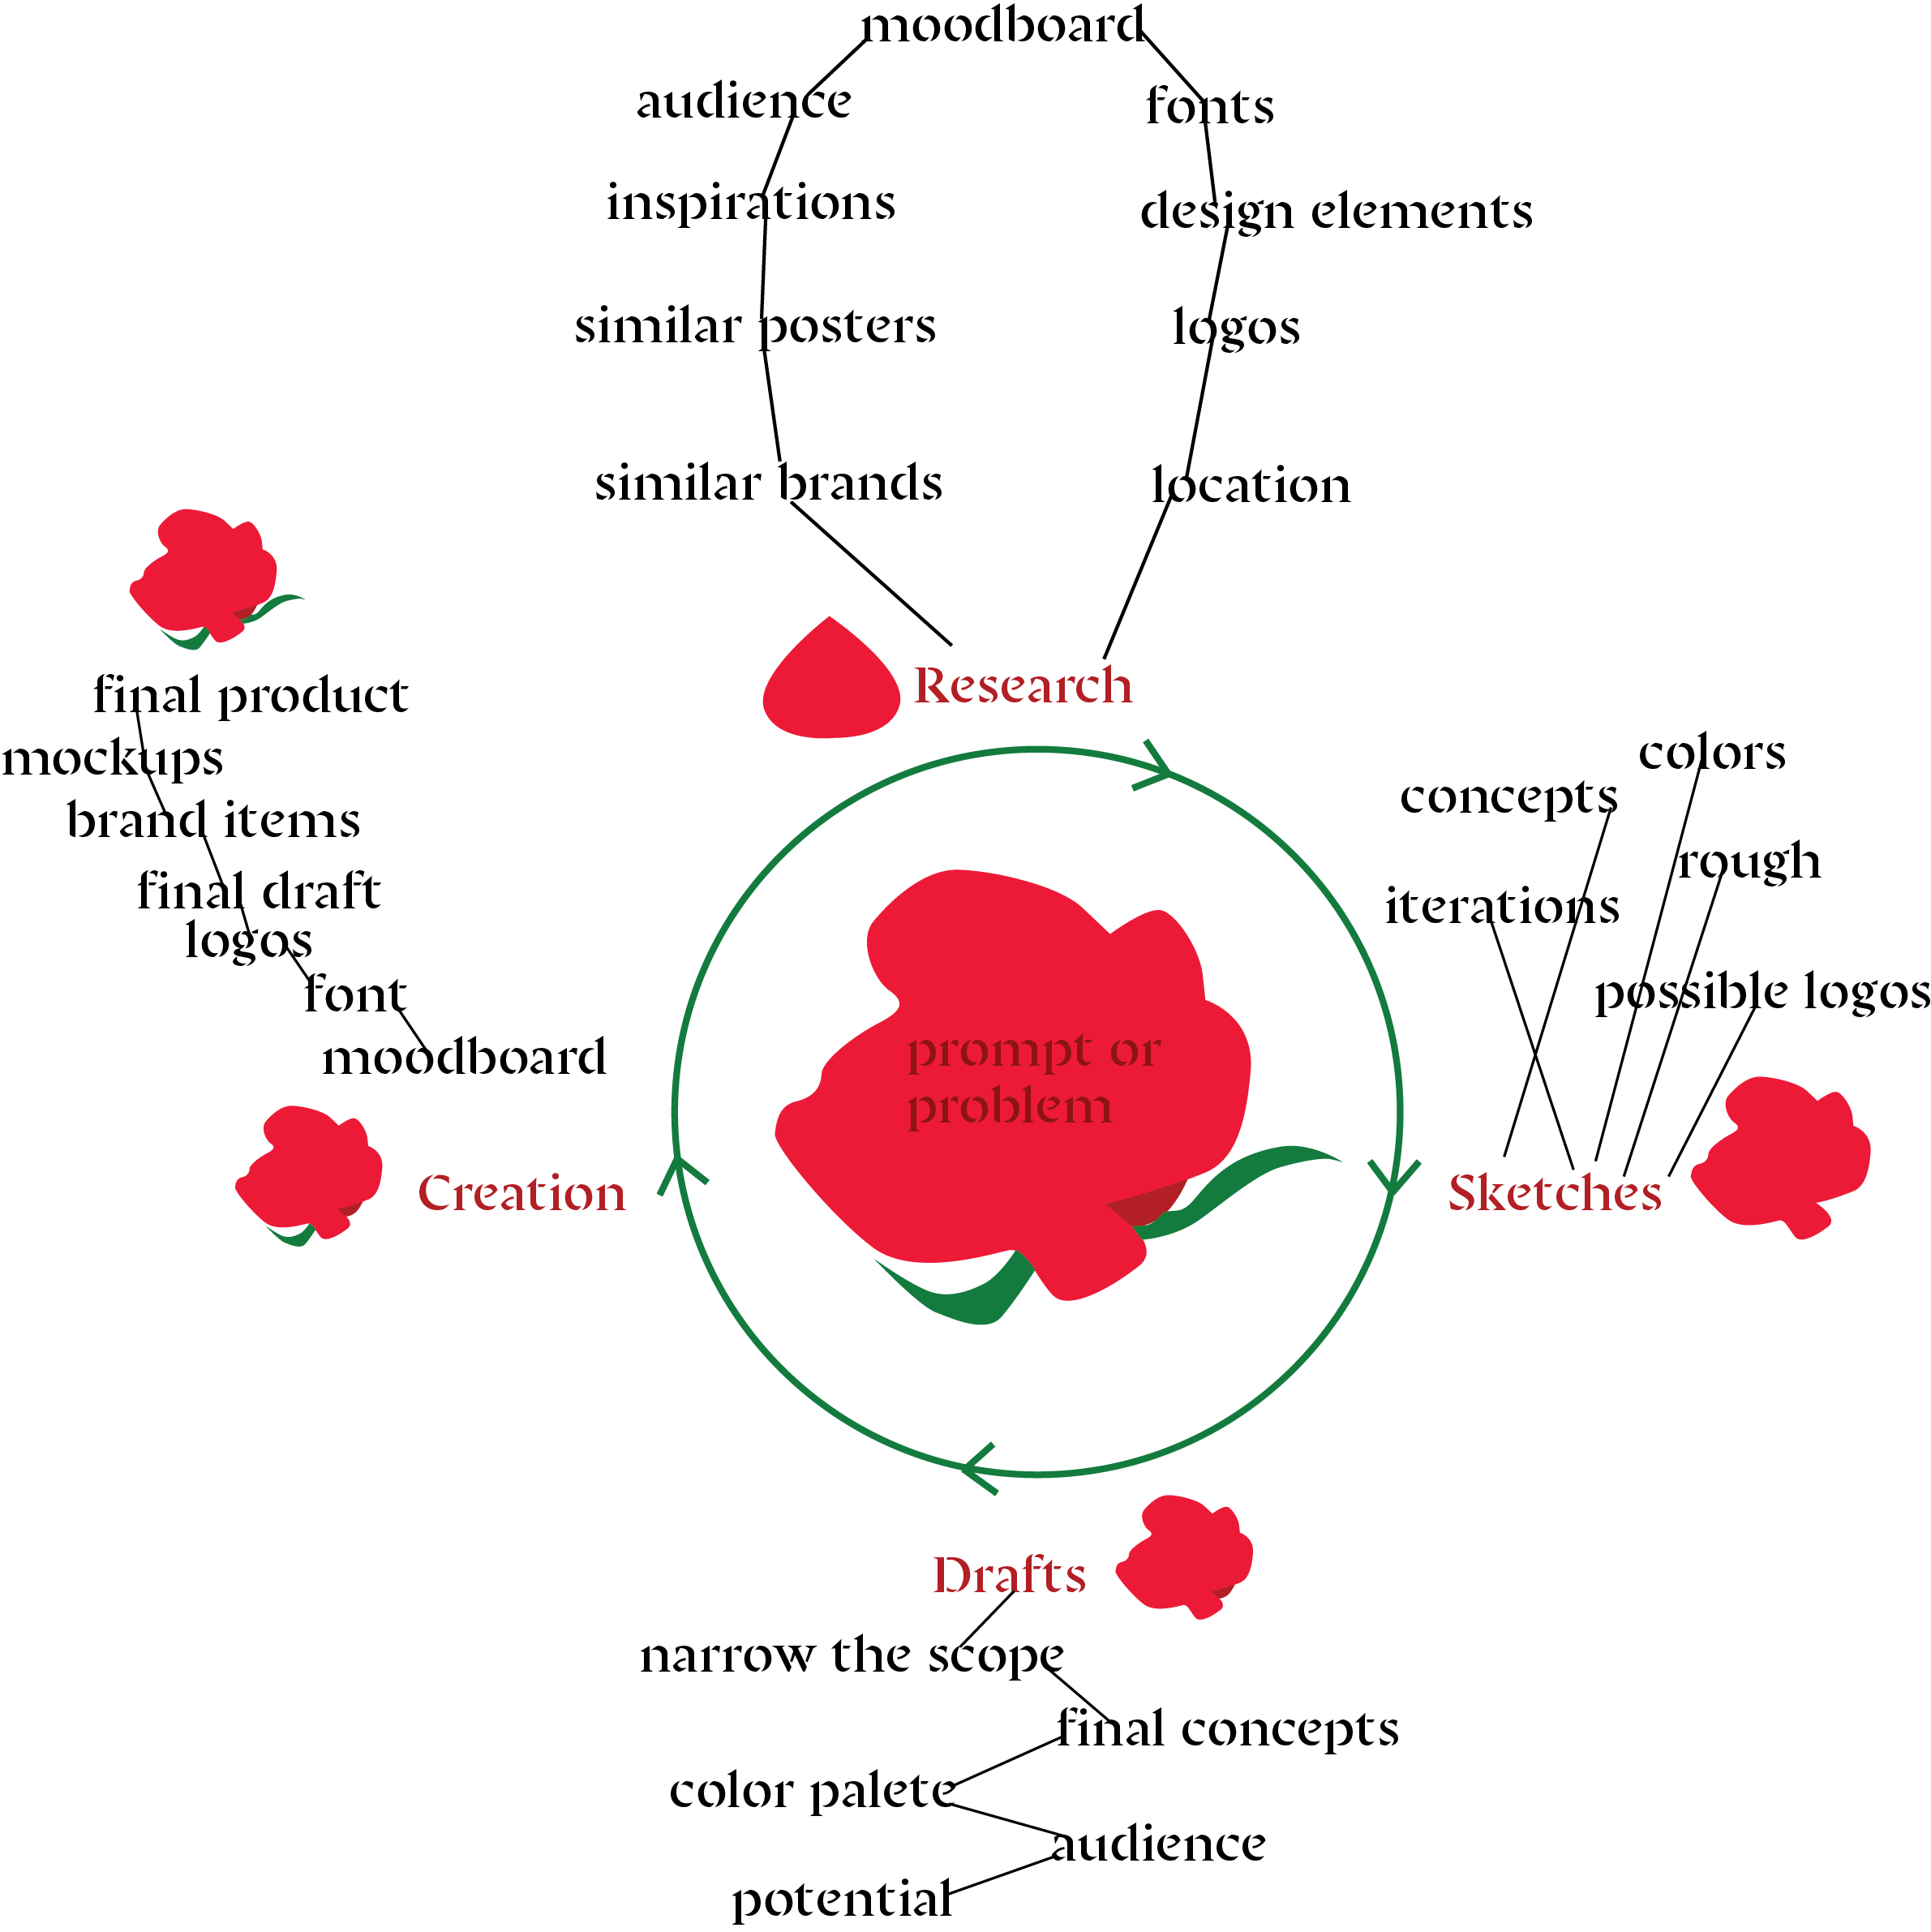 moodboard
audience
fonts
inspirations
design elements
similar posters
logos
similar brands
location
Research
final product
mockups
brand items
final draft
logos
font
moodboard
Creation
colors
concepts
rough
iterations
possible logos
Sketches
prompt or
problem
Drafts
narrow the scope
final concepts
color palete
audience
potential